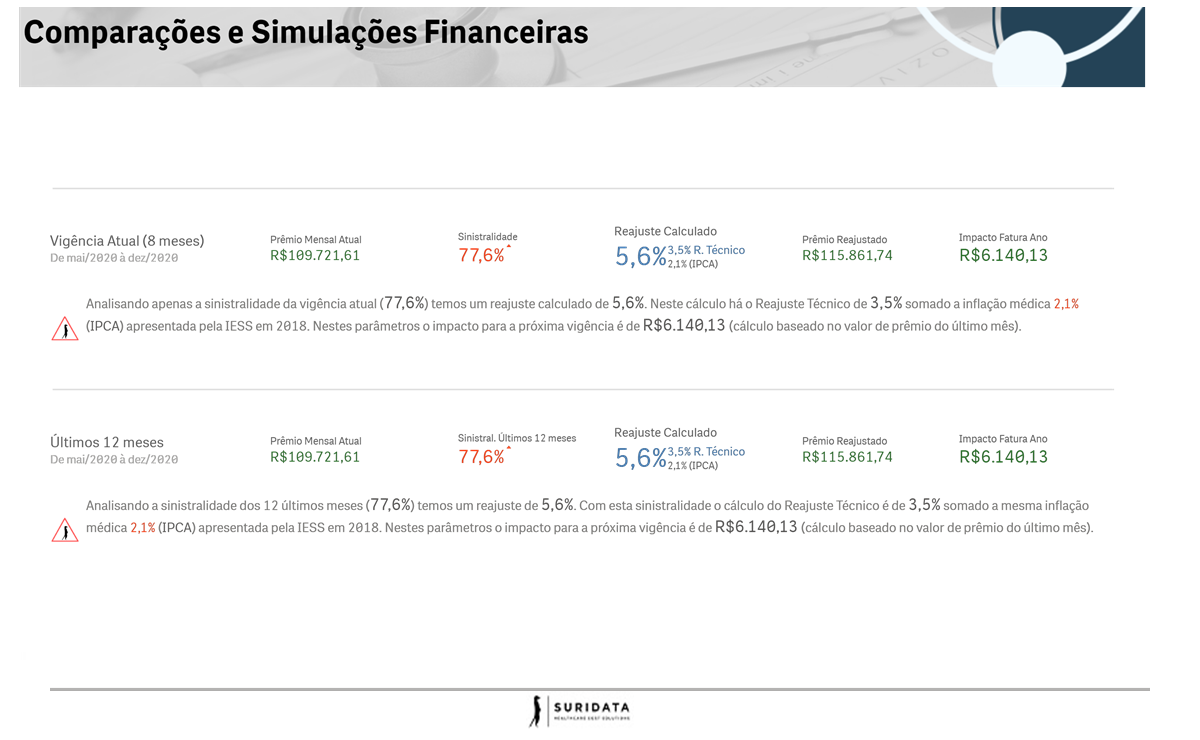 Comparações e Simulações Financeiras
Vigência Atual (8 meses)
De mai/2020 à dez/2020
Prêmio Mensal Atual
R$109.721,61
Sinistralidade
77,6%
Reajuste Calculado
5,6%
3,5% R. Técnico
2,1% (IPCA)
Prêmio Reajustado
R$115.861,74
Impacto Fatura Ano
R$6.140,13
Analisando apenas a sinistralidade da vigência atual (77,6%) temos um reajuste calculado de 5,6%. Neste cálculo há o Reajuste Técnico de 3,5% somado a inflação médica 2,1%
(IPCA) apresentada pela IESS em 2018. Nestes parâmetros o impacto para a próxima vigência é de R$6.140,13 (cálculo baseado no valor de prêmio do último mês).
Últimos 12 meses
De mai/2020 à dez/2020
Prêmio Mensal Atual
R$109.721,61
Sinistral. Últimos 12 meses
77,6%
Reajuste Calculado
5,6%
3,5% R. Técnico
2,1% (IPCA)
Prêmio Reajustado
R$115.861,74
Impacto Fatura Ano
R$6.140,13
Analisando a sinistralidade dos 12 últimos meses (77,6%) temos um reajuste de 5,6%. Com esta sinistralidade o cálculo do Reajuste Técnico é de 3,5% somado a mesma inflação
médica 2,1% (IPCA) apresentada pela IESS em 2018. Nestes parâmetros o impacto para a próxima vigência é de R$6.140,13 (cálculo baseado no valor de prêmio do último mês).
SURIDATA